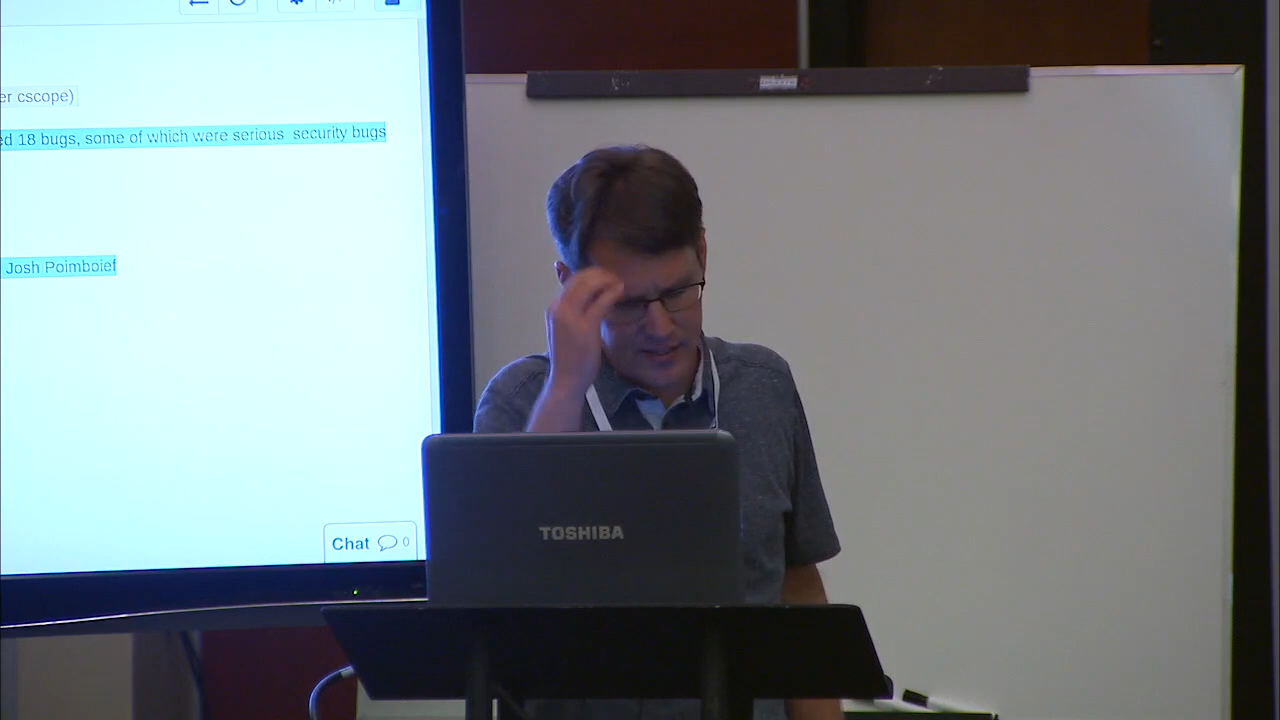 er cscope)
ed 18 bugs, some of which were serious  security bugs
Josh Poimboief
Chat 0
TOSHIBA